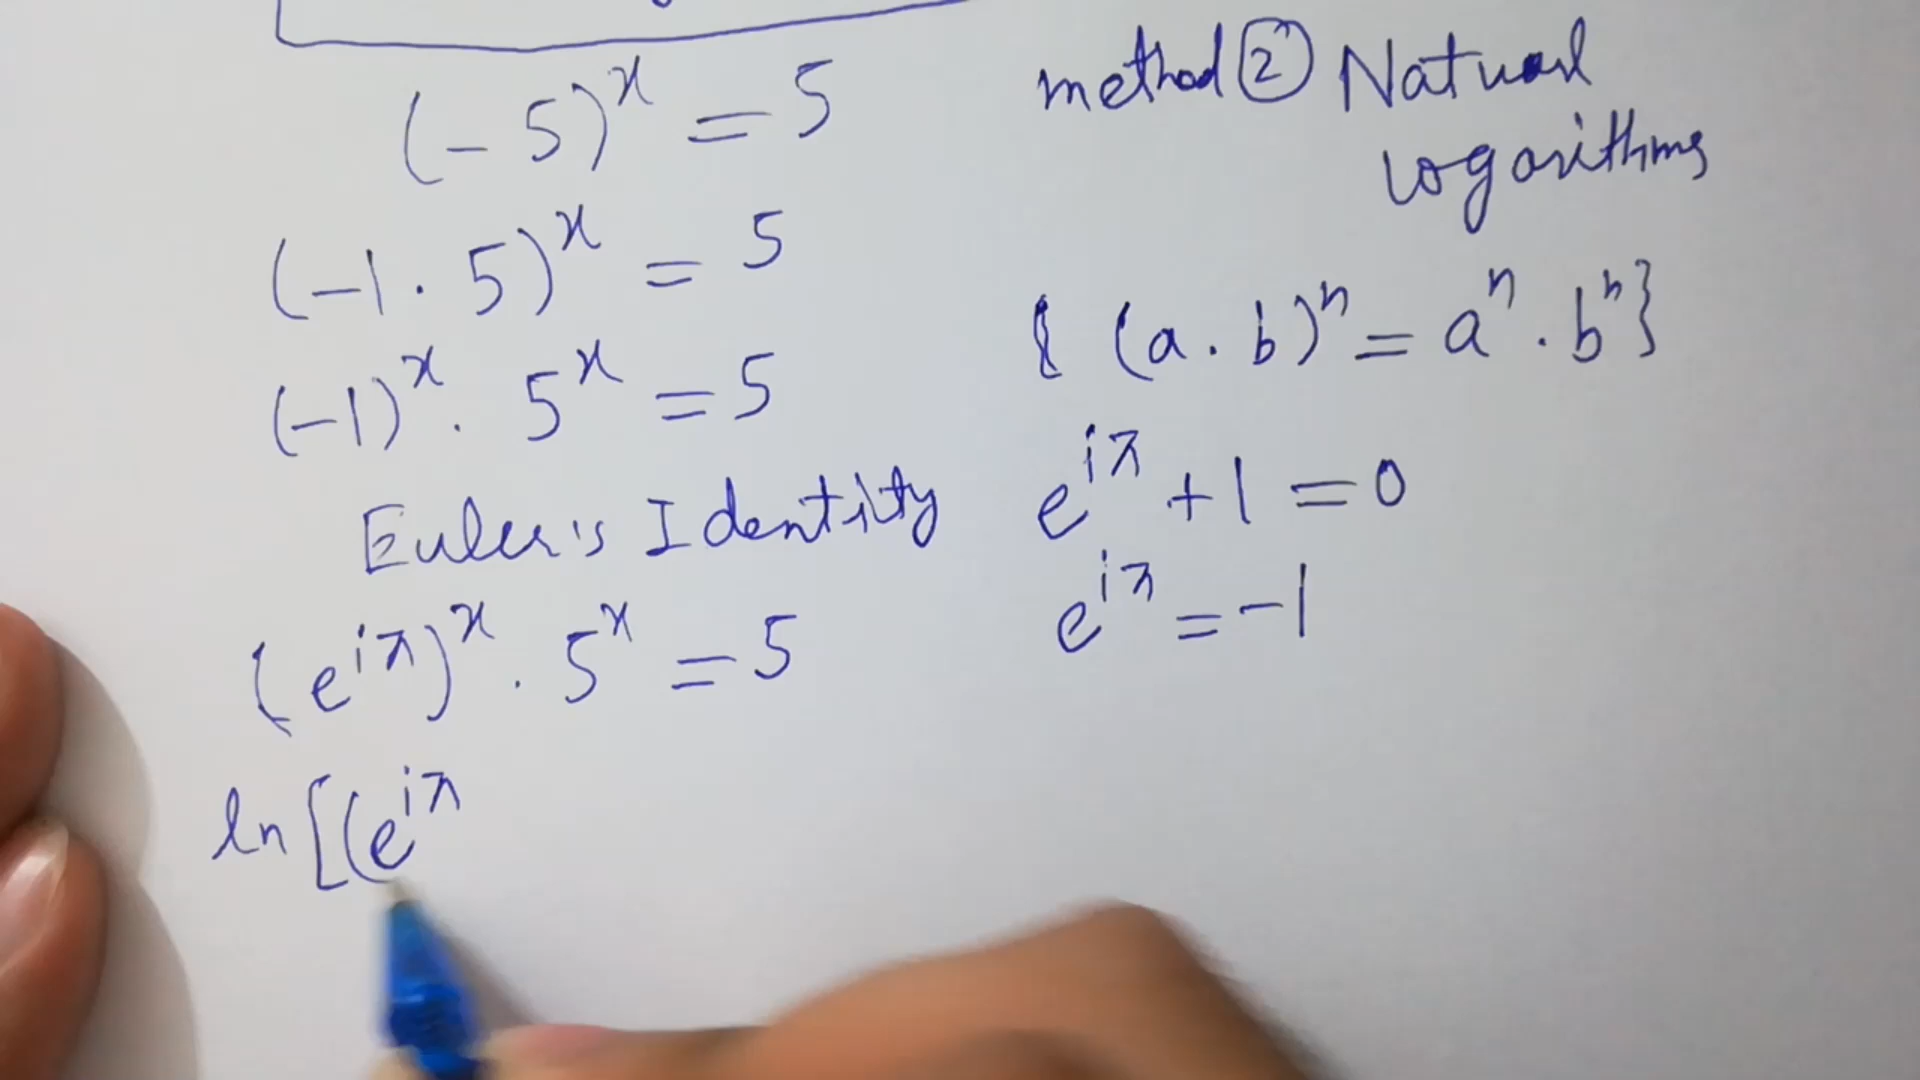 (-5)^x = 5
(-1·5)^x = 5
(-1)^x · 5^x = 5
Euler's Identity
(e^{iπ})^x · 5^x = 5
ln [(e^{iπ}
method ② Natural
logarithms
{ (a·b)^n = a^n · b^n }
e^{iπ} + 1 = 0
e^{iπ} = -1